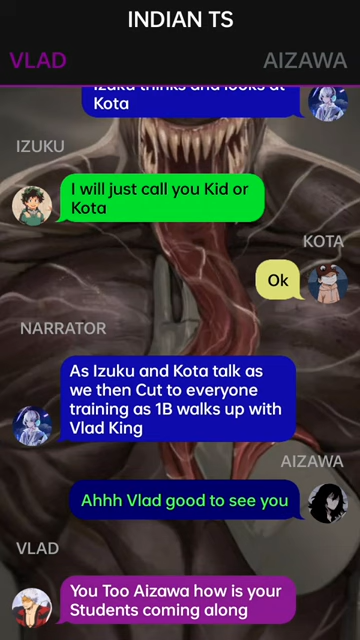 INDIAN TS
VLAD
AIZAWA
Izuku thinks and looks at
Kota
IZUKU
I will just call you Kid or
Kota
KOTA
Ok
NARRATOR
As Izuku and Kota talk as
we then Cut to everyone
training as 1B walks up with
Vlad King
AIZAWA
Ahhh Vlad good to see you
VLAD
You Too Aizawa how is your
Students coming along